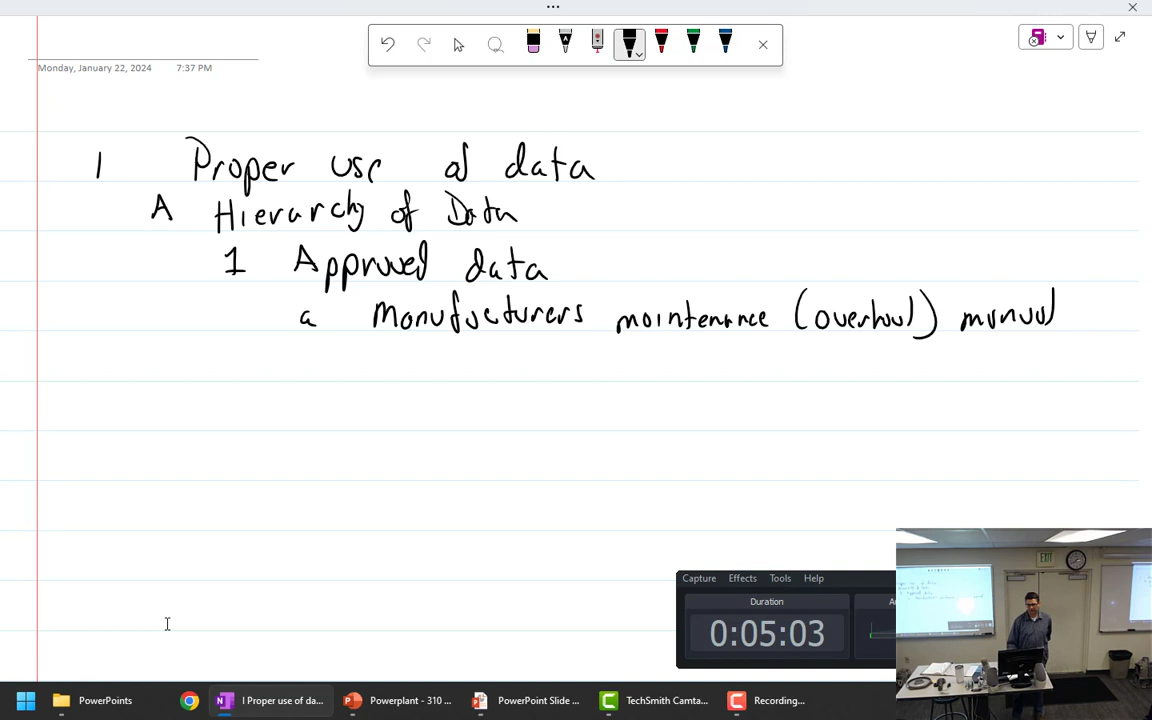 Monday, January 22, 2024 7:37 PM
I Proper use of data
A Hierarchy of Data
1 Approved data
a Manufacturers maintenance (overhaul) manual
Capture Effects Tools Help
Duration
0:05:03
EXIT
PowerPoints
I Proper use of da...
Powerplant - 310 ...
PowerPoint Slide ...
TechSmith Camta...
Recording...